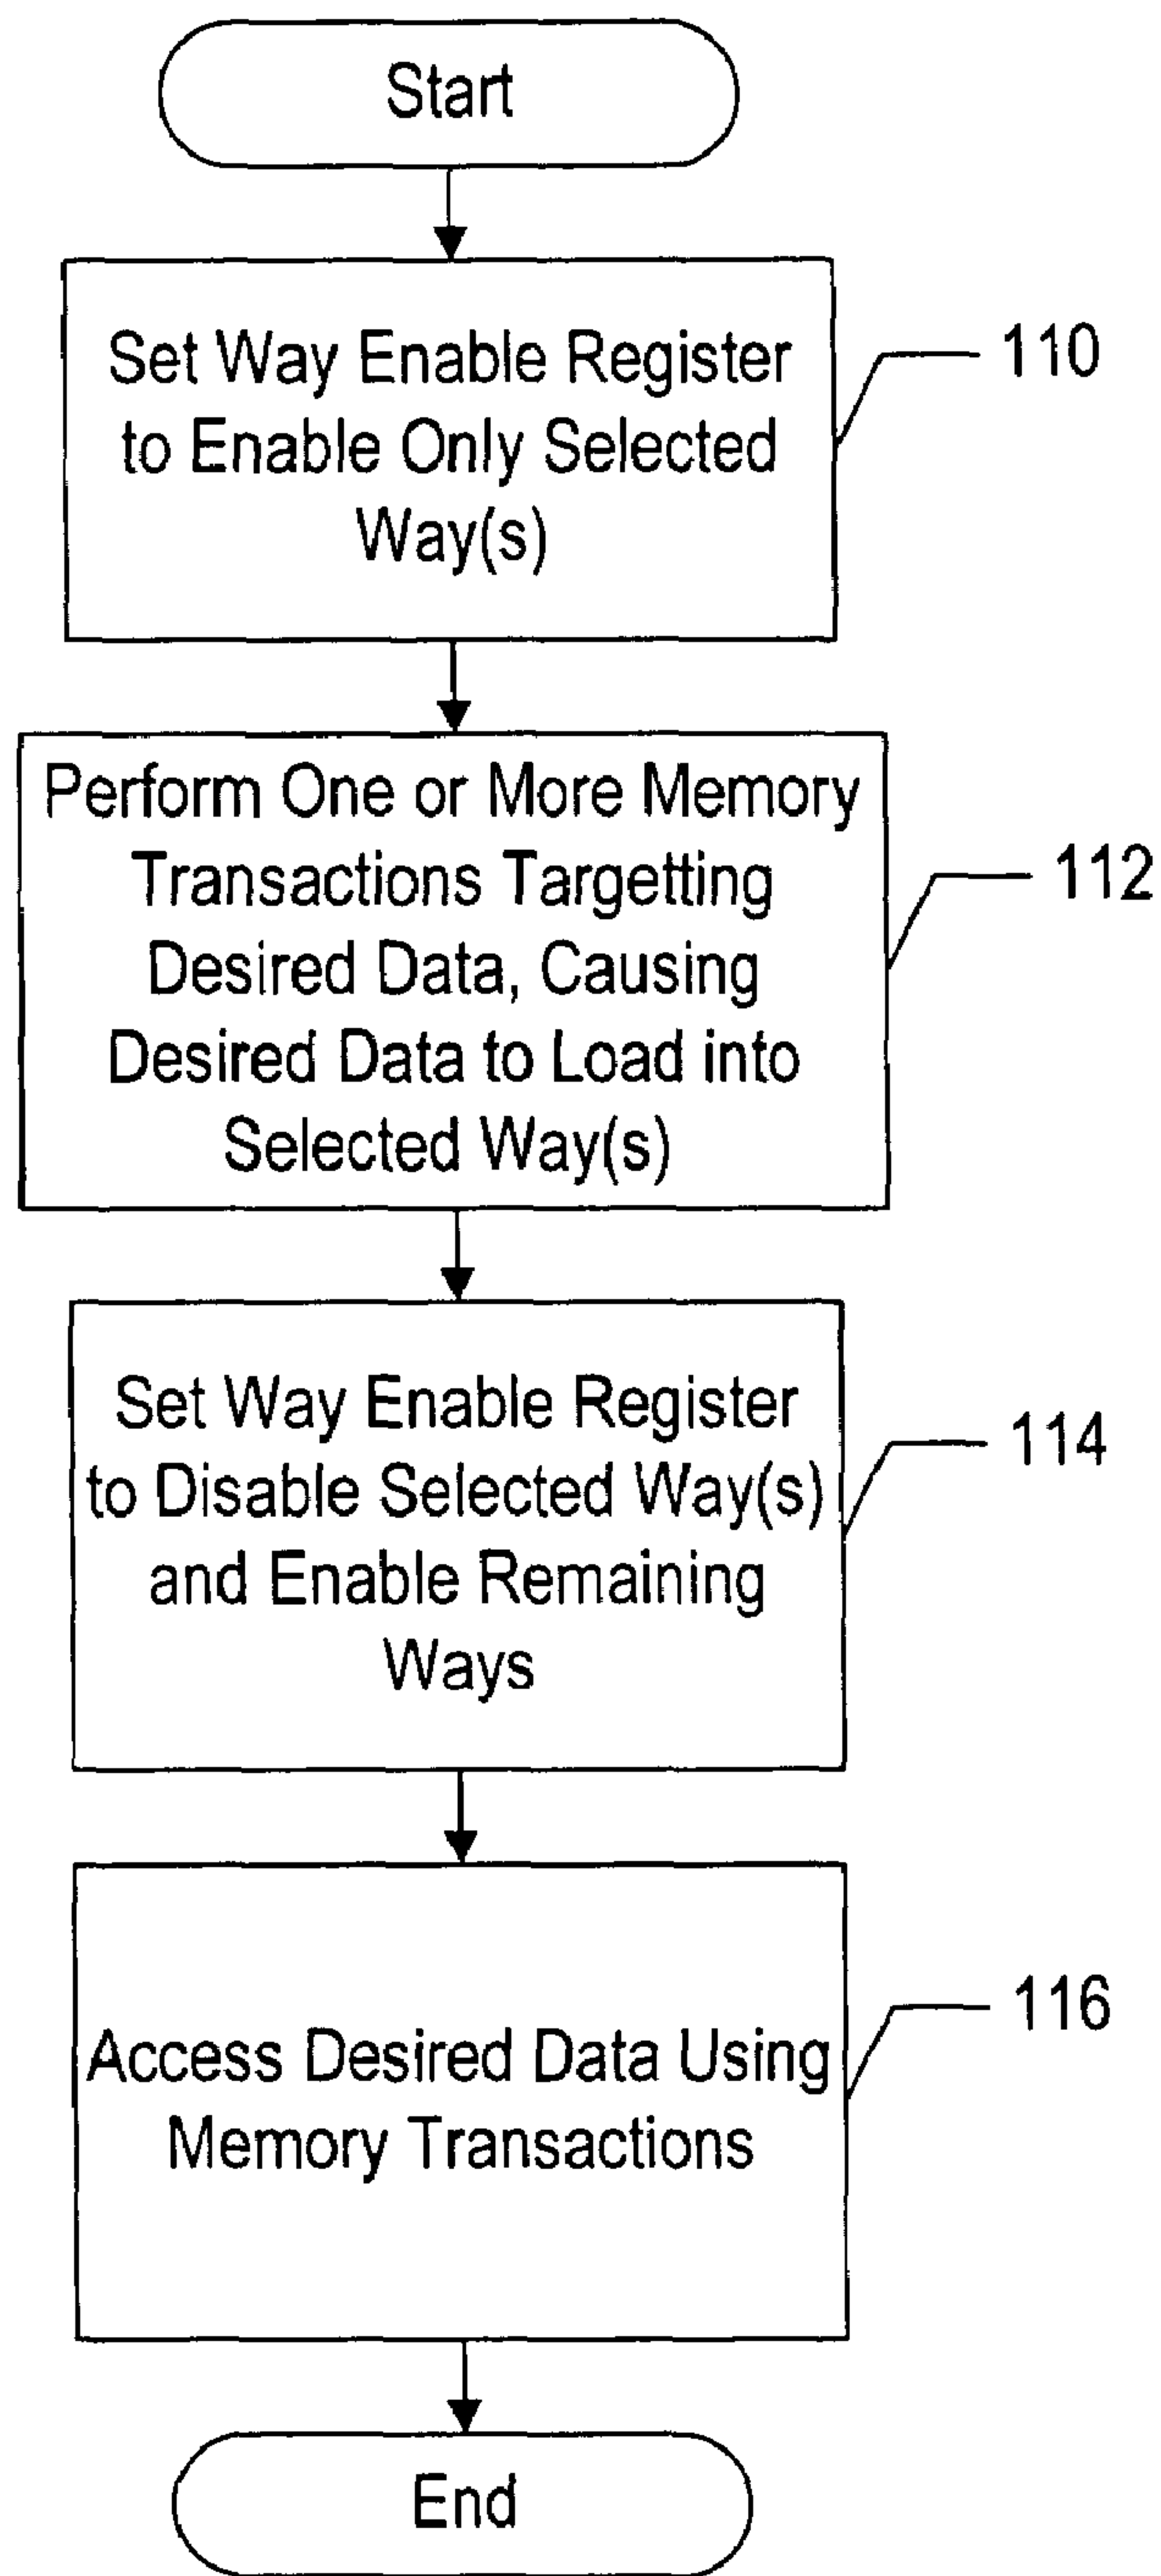 Start
Set Way Enable Register
to Enable Only Selected
Way(s)
110
Perform One or More Memory
Transactions Targetting
Desired Data, Causing
Desired Data to Load into
Selected Way(s)
112
Set Way Enable Register
to Disable Selected Way(s)
and Enable Remaining
Ways
114
Access Desired Data Using
Memory Transactions
116
End